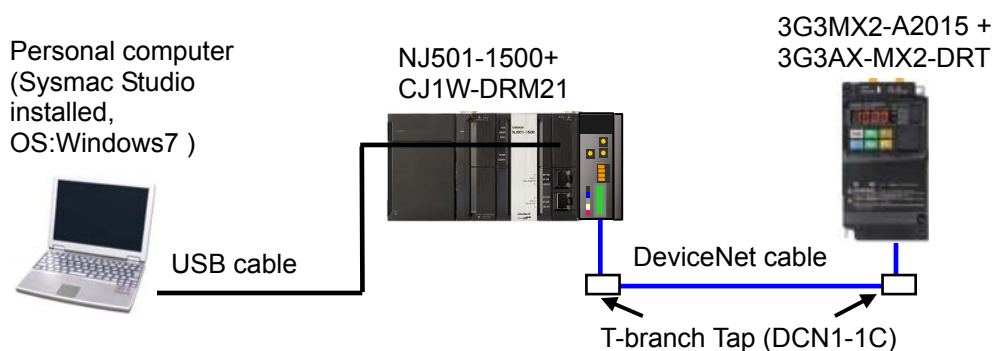 3G3MX2-A2015 +
3G3AX-MX2-DRT
Personal computer
(Sysmac Studio
installed,
OS:Windows7 )
NJ501-1500+
CJ1W-DRM21
USB cable
DeviceNet cable
T-branch Tap (DCN1-1C)